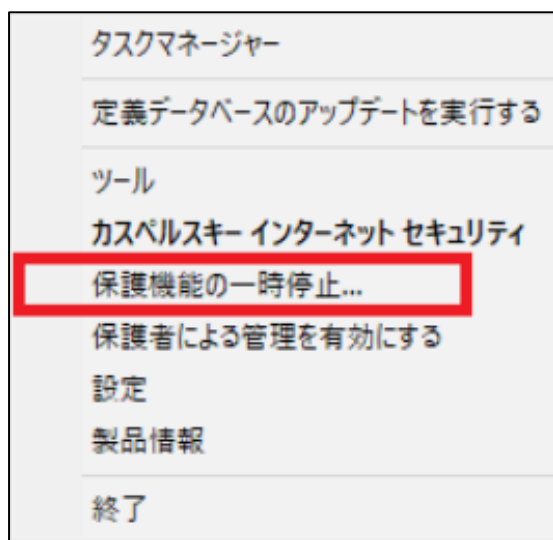 タスクマネージャー
定義データベースのアップデートを実行する
ツール
カスペルスキー インターネット セキュリティ
保護機能の一時停止...
保護者による管理を有効にする
設定
製品情報
終了